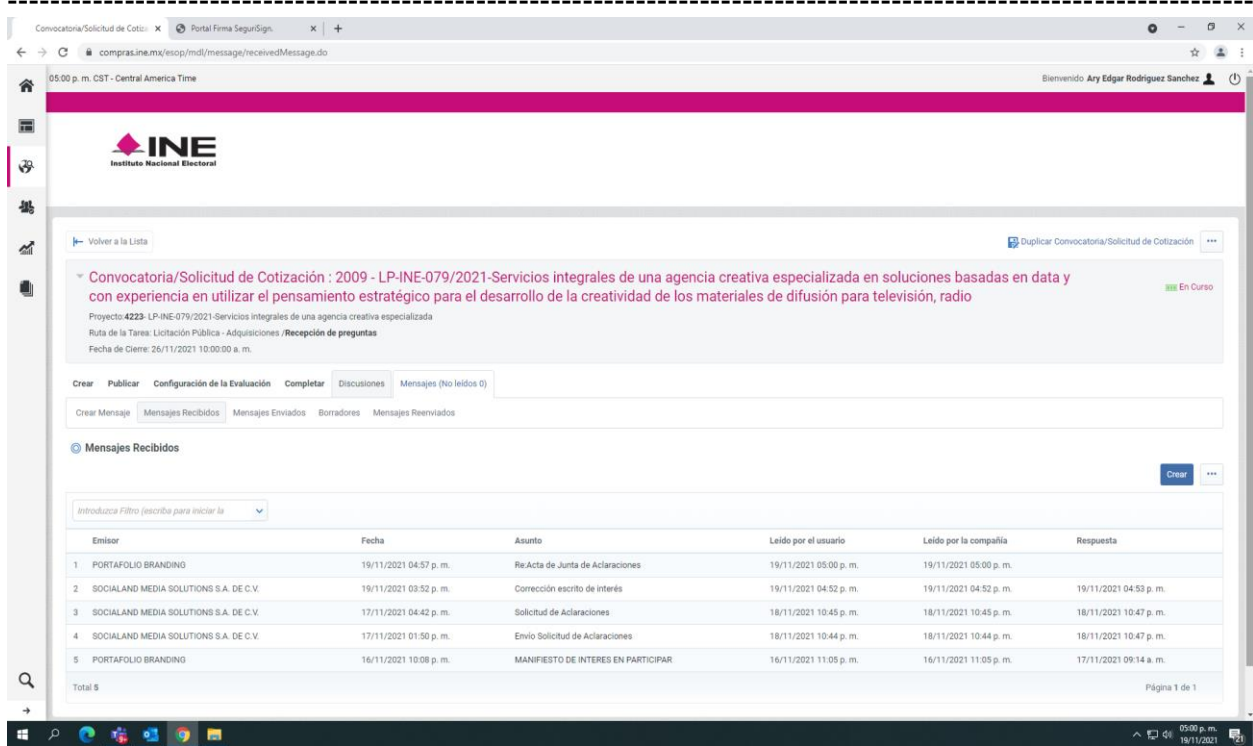 Convocatoria/Solicitud de Cotiz
Portal Firma SeguriSign.
compras.ine.mx/esop/mdl/message/receivedMessage.do
05:00 p. m. CST - Central America Time
Bienvenido Ary Edgar Rodriguez Sanchez
INE
Instituto Nacional Electoral
Volver a la Lista
Duplicar Convocatoria/Solicitud de Cotización
Convocatoria/Solicitud de Cotización : 2009 - LP-INE-079/2021-Servicios integrales de una agencia creativa especializada en soluciones basadas en data y
con experiencia en utilizar el pensamiento estratégico para el desarrollo de la creatividad de los materiales de difusión para televisión, radio
En Curso
Proyecto:4223- LP-INE-079/2021-Servicios integrales de una agencia creativa especializada
Ruta de la Tarea: Licitación Pública - Adquisiciones /Recepción de preguntas
Fecha de Cierre: 26/11/2021 10:00:00 a. m.
Crear Publicar Configuración de la Evaluación Completar Discusiones Mensajes (No leídos 0)
Crear Mensaje Mensajes Recibidos Mensajes Enviados Borradores Mensajes Reenviados
Mensajes Recibidos
Crear
Introduzca Filtro (escriba para iniciar la
Emisor Fecha Asunto Leído por el usuario Leído por la compañía Respuesta
1 PORTAFOLIO BRANDING 19/11/2021 04:57 p. m. Re:Acta de Junta de Aclaraciones 19/11/2021 05:00 p. m. 19/11/2021 05:00 p. m.
2 SOCIALAND MEDIA SOLUTIONS S.A. DE C.V. 19/11/2021 03:52 p. m. Corrección escrito de interés 19/11/2021 04:52 p. m. 19/11/2021 04:52 p. m. 19/11/2021 04:53 p. m.
3 SOCIALAND MEDIA SOLUTIONS S.A. DE C.V. 17/11/2021 04:42 p. m. Solicitud de Aclaraciones 18/11/2021 10:45 p. m. 18/11/2021 10:45 p. m. 18/11/2021 10:47 p. m.
4 SOCIALAND MEDIA SOLUTIONS S.A. DE C.V. 17/11/2021 01:50 p. m. Envío Solicitud de Aclaraciones 18/11/2021 10:44 p. m. 18/11/2021 10:44 p. m. 18/11/2021 10:47 p. m.
5 PORTAFOLIO BRANDING 16/11/2021 10:08 p. m. MANIFIESTO DE INTERES EN PARTICIPAR 16/11/2021 11:05 p. m. 16/11/2021 11:05 p. m. 17/11/2021 09:14 a. m.
Total 5
Página 1 de 1
05:00 p. m.
19/11/2021